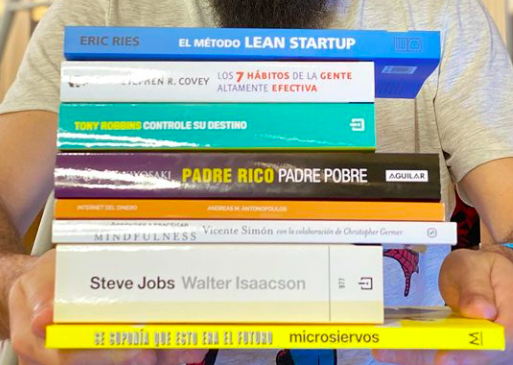 ERIC RIES EL MÉTODO LEAN STARTUP
STEPHEN R. COVEY LOS 7 HÁBITOS DE LA GENTE
ALTAMENTE EFECTIVA
TONY ROBBINS CONTROLE SU DESTINO
KIYOSAKI PADRE RICO PADRE POBRE AGUILAR
INTERNET DEL DINERO ANDREAS M. ANTONOPOULOS
MINDFULNESS Vicente Simón con la colaboración de Christopher Germer
Steve Jobs Walter Isaacson 977
SE SUPONÍA QUE ESTO ERA EL FUTURO microsiervos